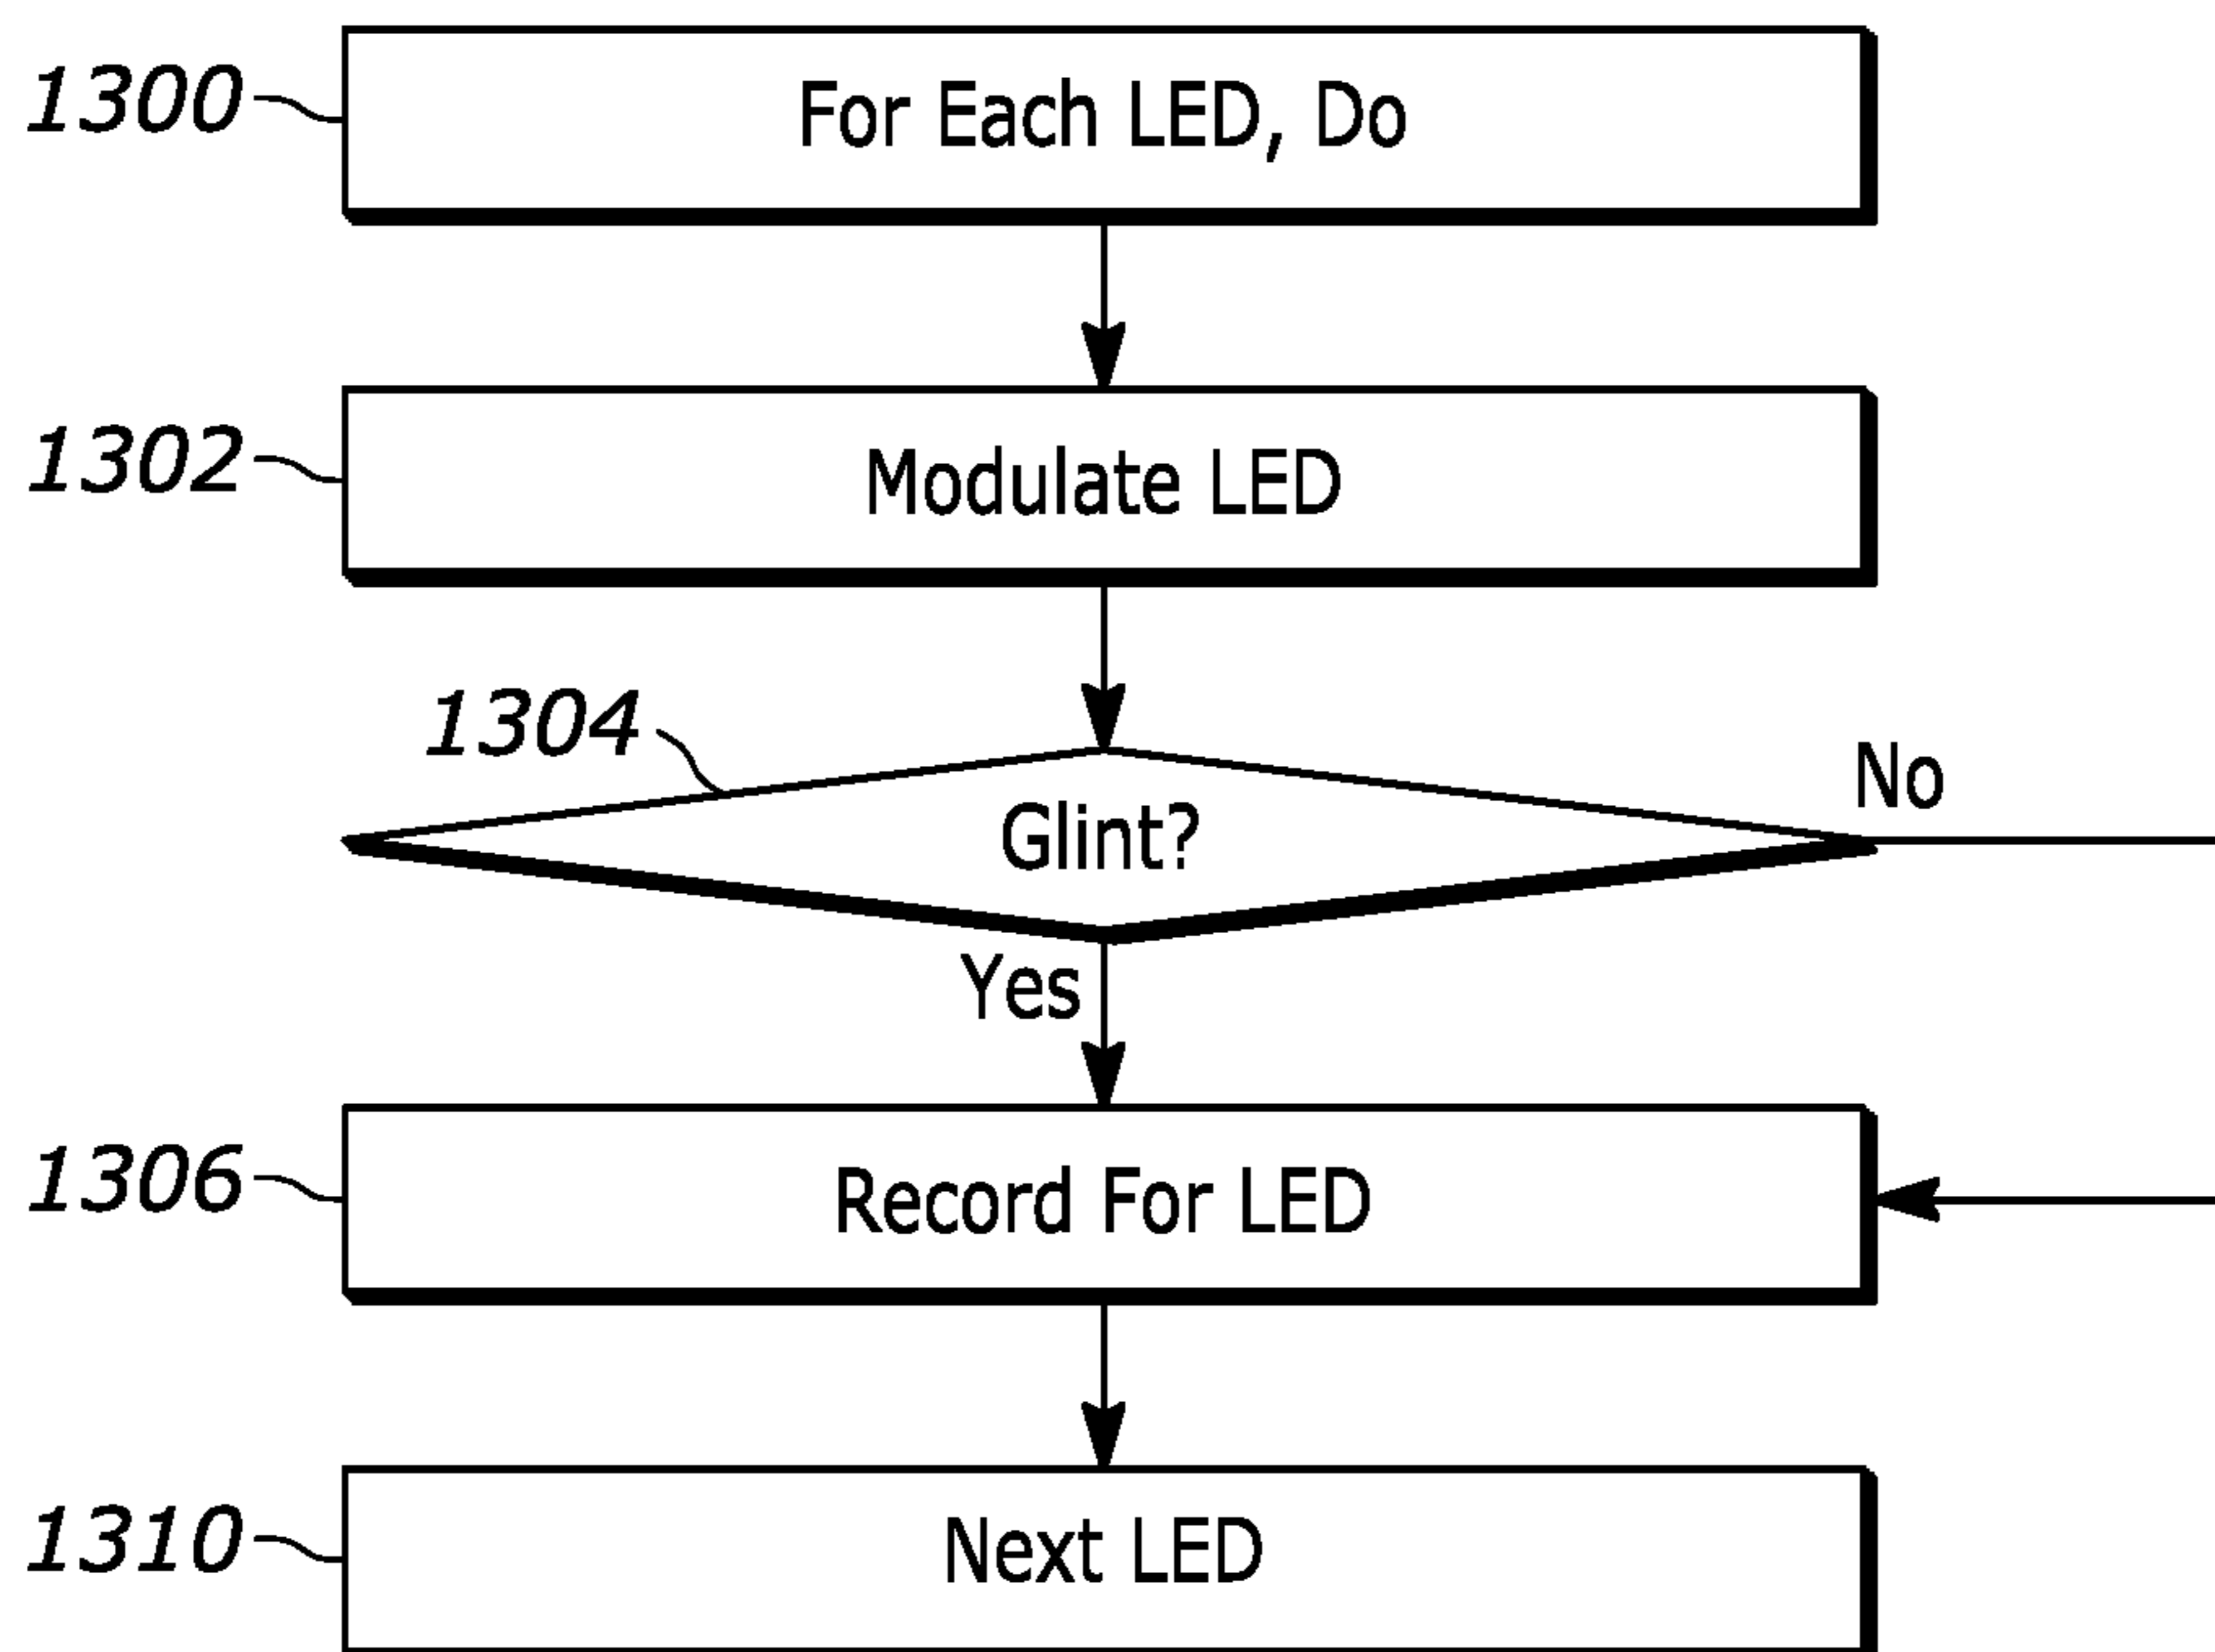 1300
For Each LED, Do
1302
Modulate LED
1304
Glint?
No
Yes
1306
Record For LED
1310
Next LED